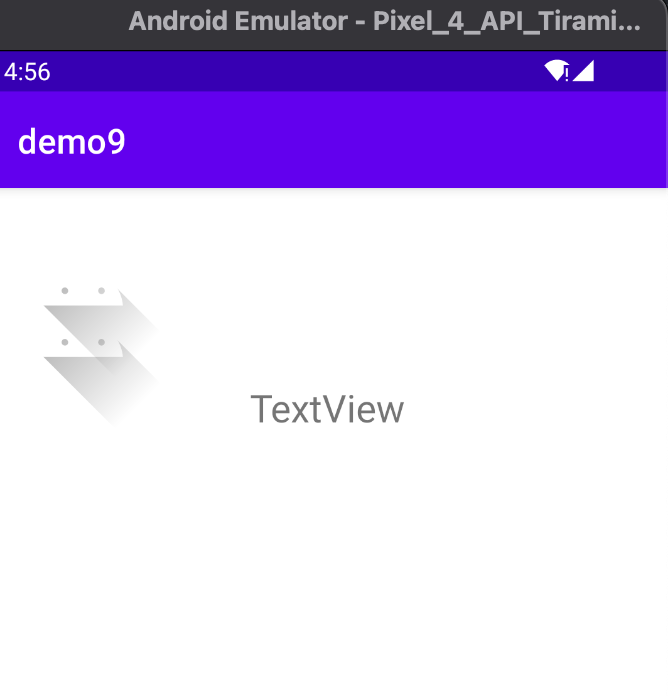 Android Emulator - Pixel_4_API_Tirami...
4:56
demo9
TextView